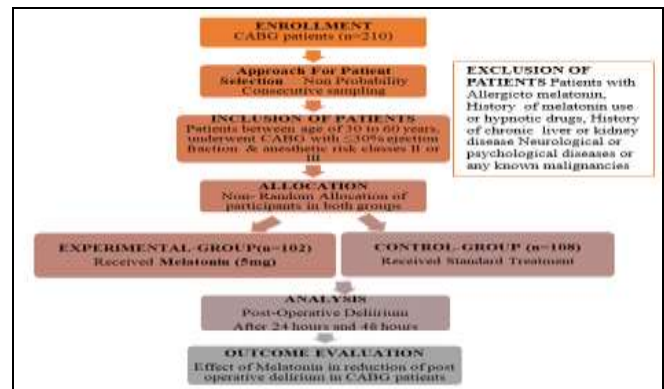 ENROLLMENT
CABG patients (n=210)
Approach For Patient
Selection Non Probability
Consecutive sampling
INCLUSION OF PATIENTS
Patients between age of 30 to 60 years,
underwent CABG with ≤30% ejection
fraction & anesthetic risk classes II or
III
EXCLUSION OF
PATIENTS Patients with
Allergicto melatonin,
History of melatonin use
or hypnotic drugs, History
of chronic liver or kidney
disease Neurological or
psychological diseases or
any known malignancies
ALLOCATION
Non- Random Allocation of
participants in both groups
EXPERIMENTAL-GROUP(n=102)
Received Melatonin (5mg)
CONTROL-GROUP (n=108)
Received Standard Treatment
ANALYSIS
Post-Operative Delirium
After 24 hours and 48 hours
OUTCOME EVALUATION
Effect of Melatonin in reduction of post
operative delirium in CABG patients